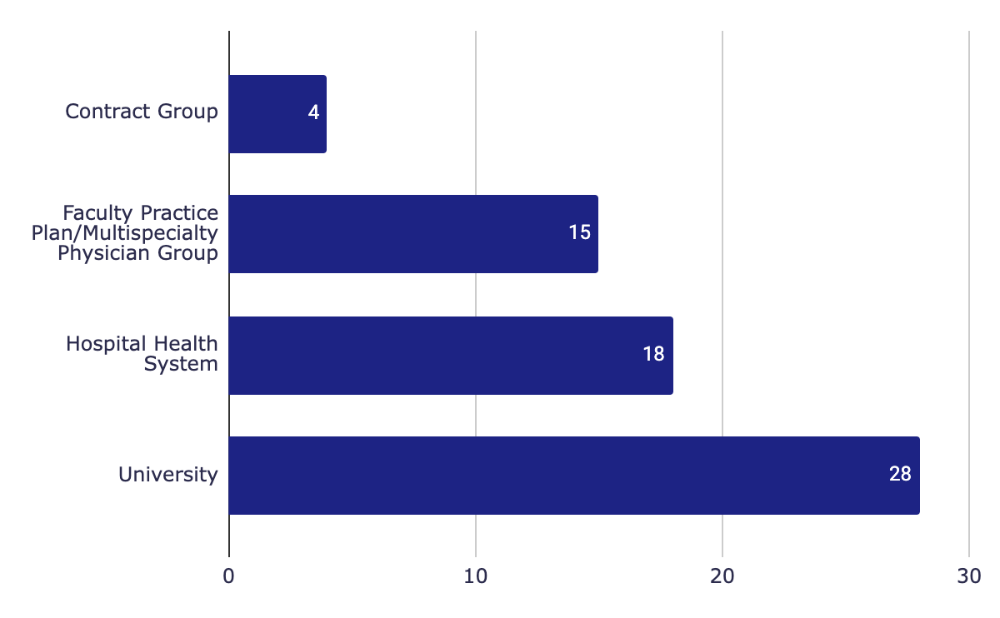 Contract Group
4
Faculty Practice
Plan/Multispecialty
Physician Group
15
Hospital Health
System
18
University
28
0 10 20 30